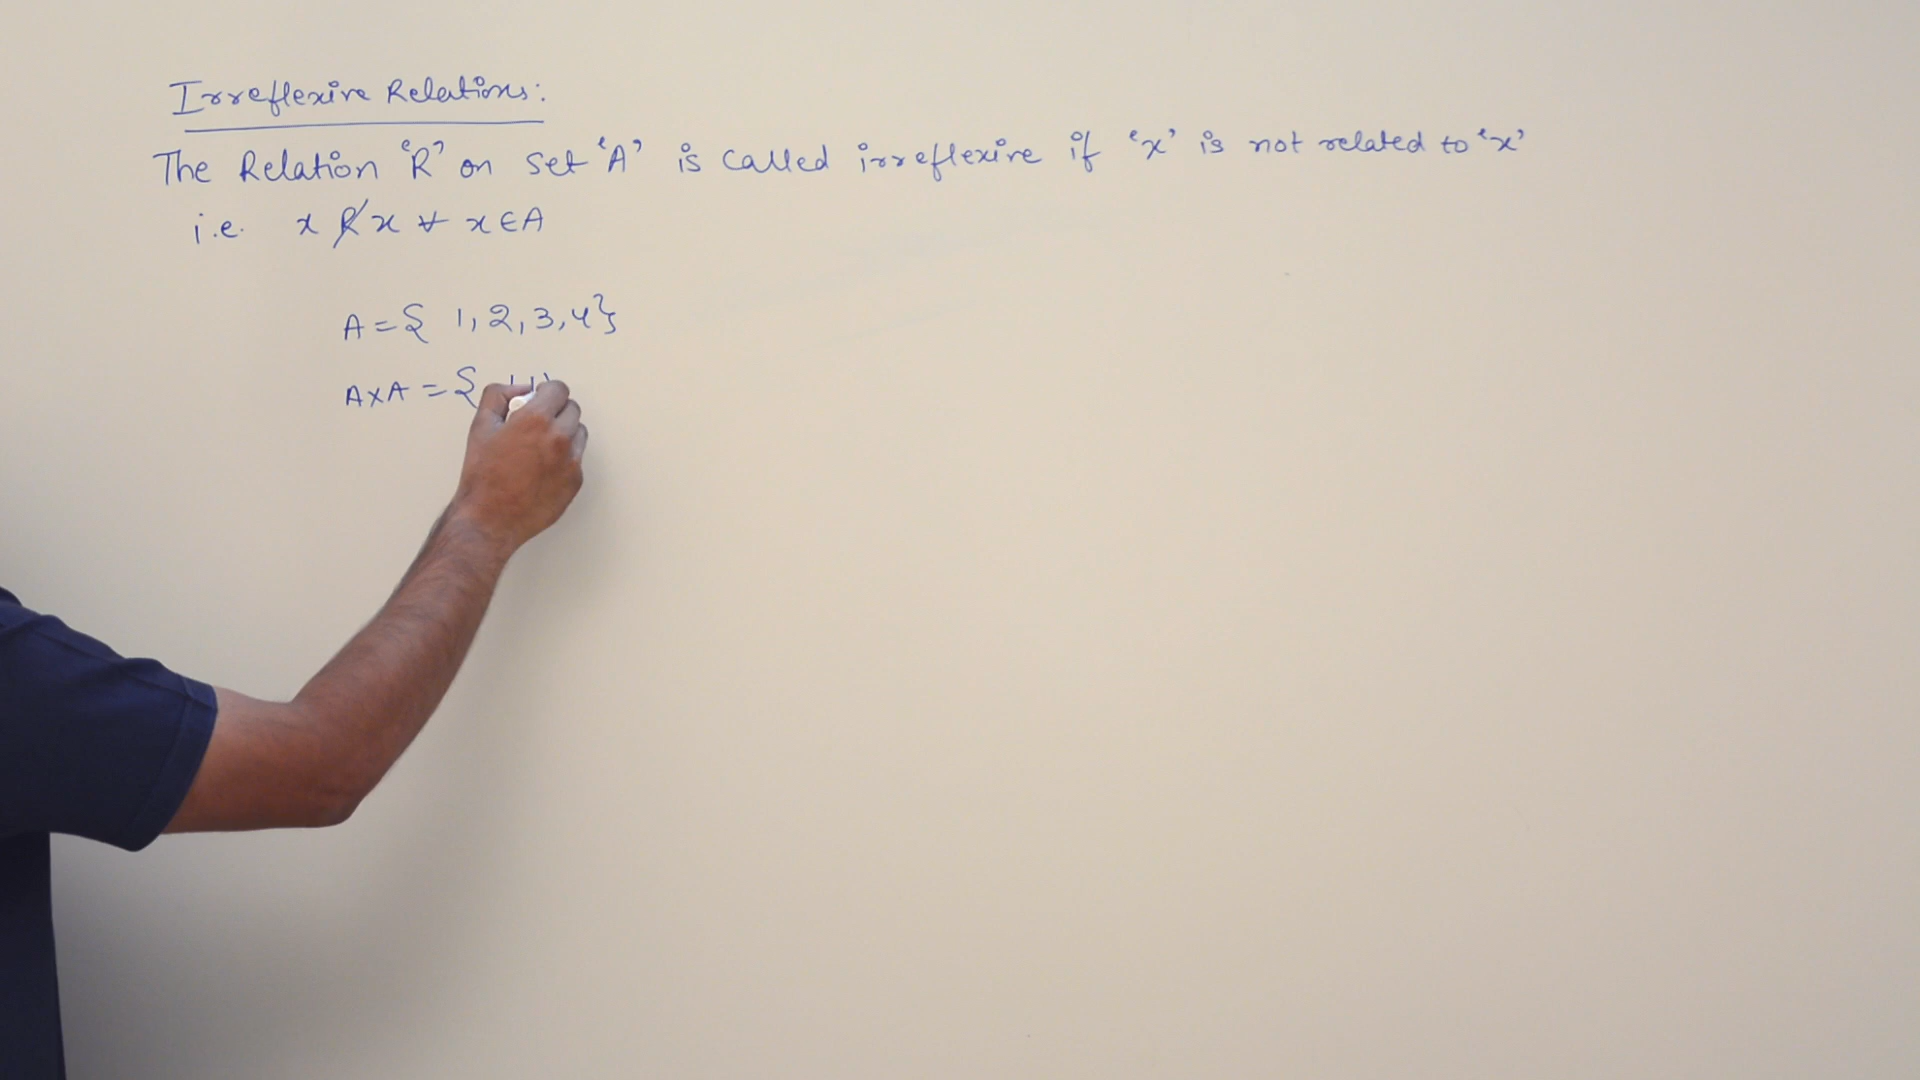 Irreflexive Relations:
The Relation 'R' on set 'A' is called irreflexive if 'x' is not related to 'x'
i.e. x R̸ x ∀ x ∈ A
A = { 1, 2, 3, 4}
A×A = {